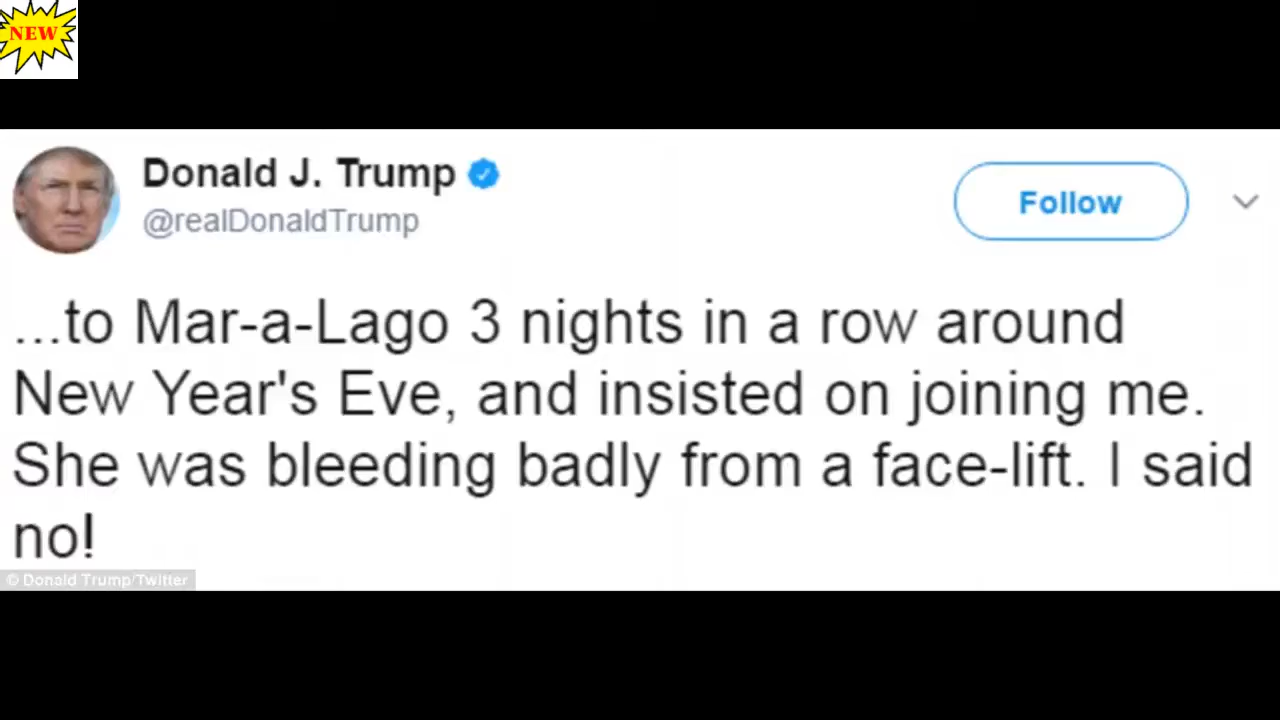 NEW
Donald J. Trump
@realDonaldTrump
Follow
...to Mar-a-Lago 3 nights in a row around
New Year's Eve, and insisted on joining me.
She was bleeding badly from a face-lift. I said
no!
© Donald Trump/Twitter